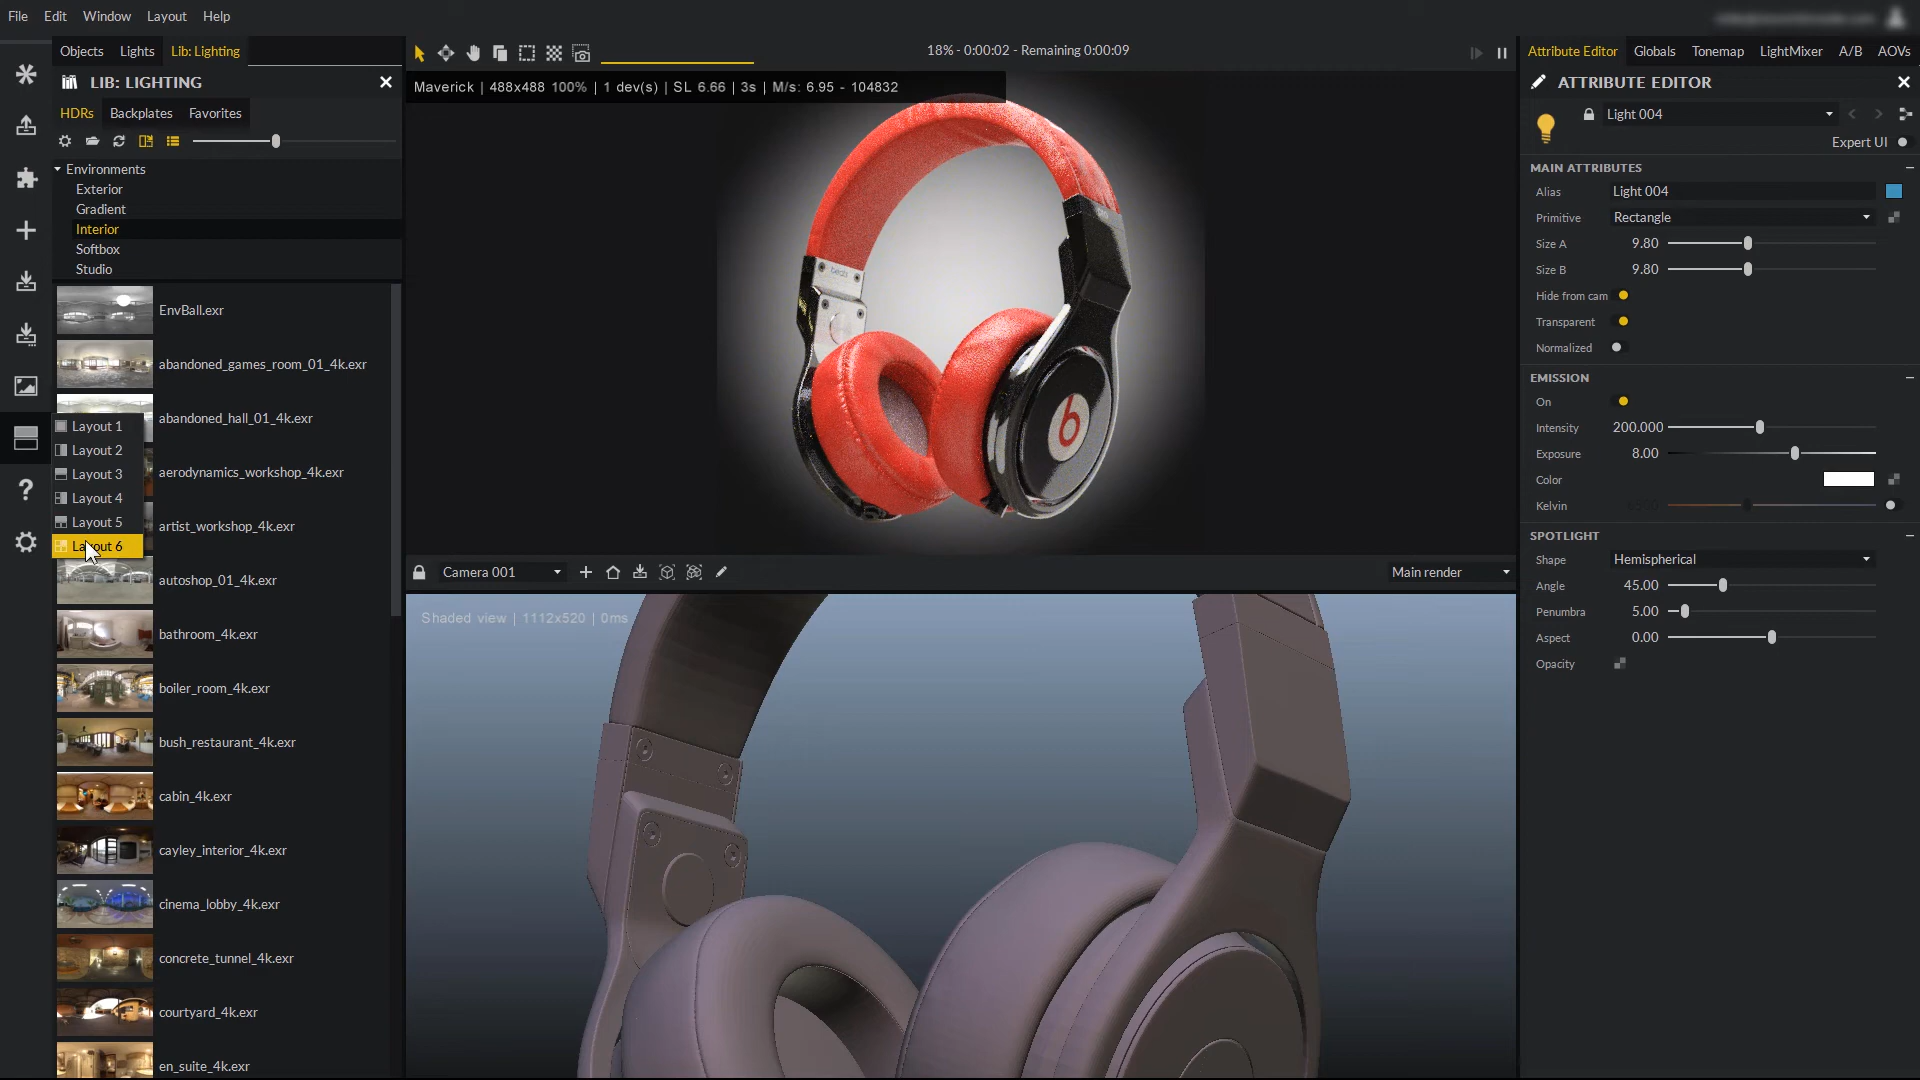 File Edit Window Layout Help
Objects Lights Lib: Lighting
LIB: LIGHTING
HDRs Backplates Favorites
Environments
Exterior
Gradient
Interior
Softbox
Studio
EnvBall.exr
abandoned_games_room_01_4k.exr
abandoned_hall_01_4k.exr
aerodynamics_workshop_4k.exr
artist_workshop_4k.exr
autoshop_01_4k.exr
bathroom_4k.exr
boiler_room_4k.exr
bush_restaurant_4k.exr
cabin_4k.exr
cayley_interior_4k.exr
cinema_lobby_4k.exr
concrete_tunnel_4k.exr
courtyard_4k.exr
en_suite_4k.exr
Layout 1
Layout 2
Layout 3
Layout 4
Layout 5
Layout 6
18% - 0:00:02 - Remaining 0:00:09
Maverick | 488x488 100% | 1 dev(s) | SL 6.66 | 3s | M/s: 6.95 - 104832
beats
b
Camera 001
Main render
Shaded view | 1112x520 | 0ms
Attribute Editor Globals Tonemap LightMixer A/B AOVs
ATTRIBUTE EDITOR
Light 004
Expert UI
MAIN ATTRIBUTES
Alias Light 004
Primitive Rectangle
Size A 9.80
Size B 9.80
Hide from cam
Transparent
Normalized
EMISSION
On
Intensity 200.000
Exposure 8.00
Color
Kelvin
SPOTLIGHT
Shape Hemispherical
Angle 45.00
Penumbra 5.00
Aspect 0.00
Opacity